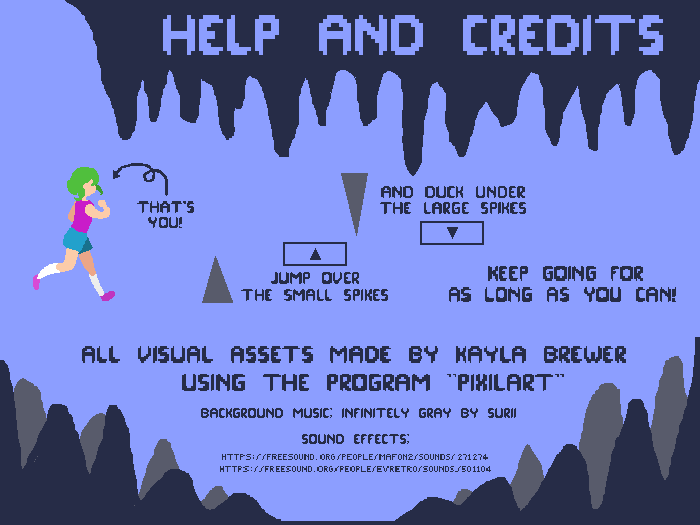 HELP AND CREDITS
THAT'S
YOU!
AND DUCK UNDER
THE LARGE SPIKES
JUMP OVER
THE SMALL SPIKES
KEEP GOING FOR
AS LONG AS YOU CAN!
ALL VISUAL ASSETS MADE BY KAYLA BREWER
USING THE PROGRAM "PIXILART"
BACKGROUND MUSIC: INFINITELY GRAY BY SURII
SOUND EFFECTS:
HTTPS://FREESOUND.ORG/PEOPLE/MAFON2/SOUNDS/371274
HTTPS://FREESOUND.ORG/PEOPLE/EVRETRO/SOUNDS/501104